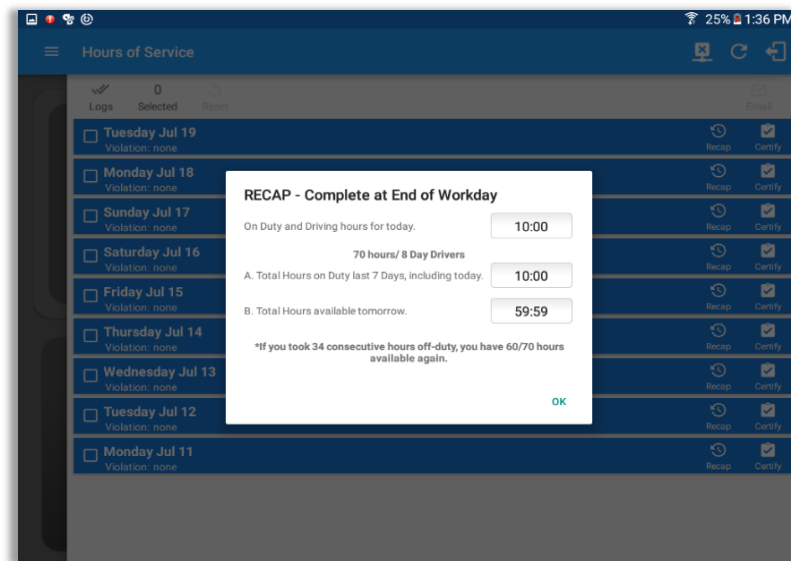 25% 1:36 PM
Hours of Service
Logs
0
Selected
Reset
Email
Tuesday Jul 19
Violation: none
Recap
Certify
Monday Jul 18
Violation: none
Recap
Certify
Sunday Jul 17
Violation: none
Recap
Certify
Saturday Jul 16
Violation: none
Recap
Certify
Friday Jul 15
Violation: none
Recap
Certify
Thursday Jul 14
Violation: none
Recap
Certify
Wednesday Jul 13
Violation: none
Recap
Certify
Tuesday Jul 12
Violation: none
Recap
Certify
Monday Jul 11
Violation: none
Recap
Certify
RECAP - Complete at End of Workday
On Duty and Driving hours for today. 10:00
70 hours/ 8 Day Drivers
A. Total Hours on Duty last 7 Days, including today. 10:00
B. Total Hours available tomorrow. 59:59
*If you took 34 consecutive hours off-duty, you have 60/70 hours
available again.
OK